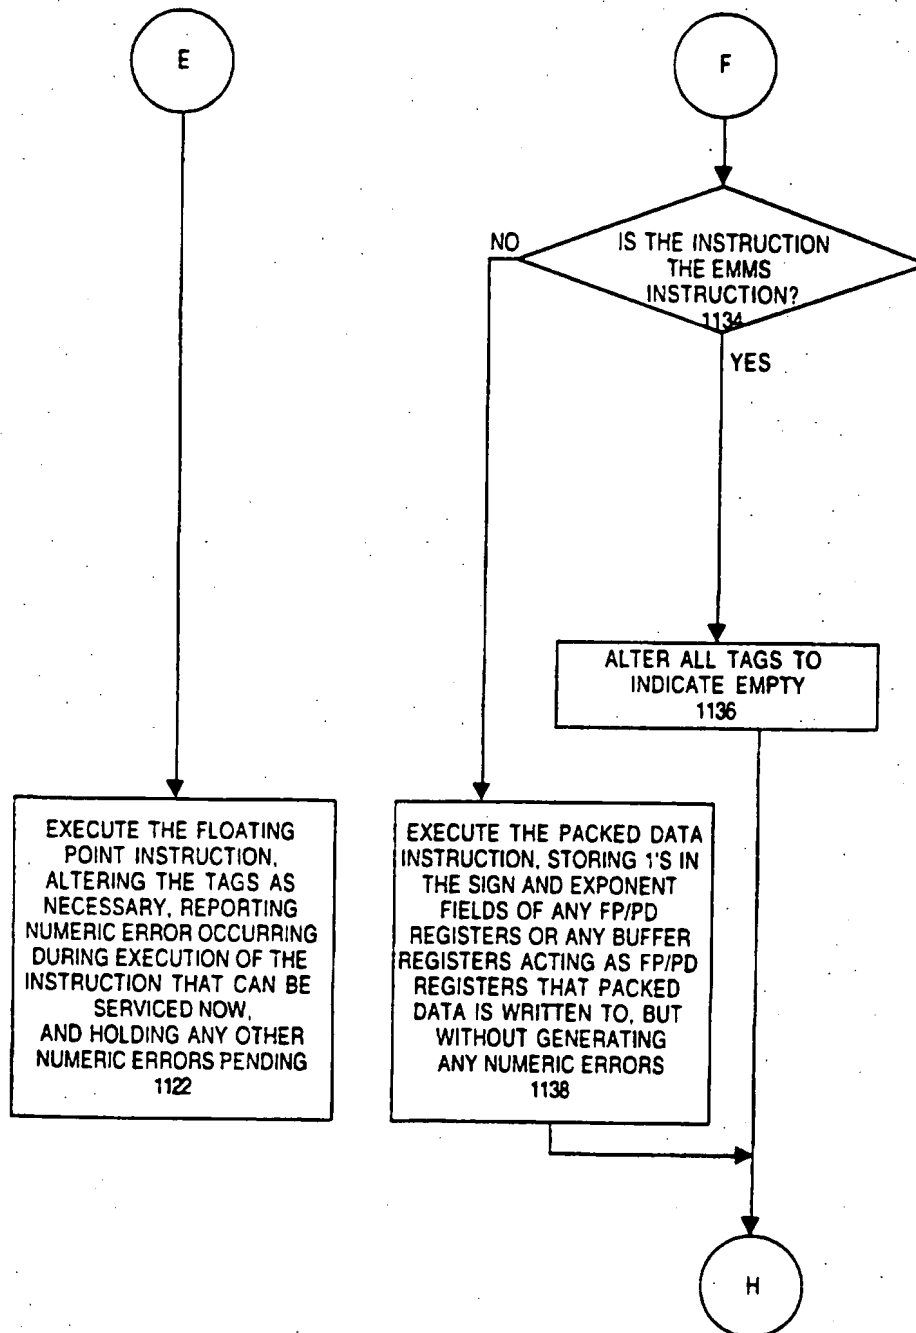 E
F
NO
IS THE INSTRUCTION
THE EMMS
INSTRUCTION?
1134
YES
ALTER ALL TAGS TO
INDICATE EMPTY
1136
EXECUTE THE FLOATING
POINT INSTRUCTION,
ALTERING THE TAGS AS
NECESSARY, REPORTING
NUMERIC ERROR OCCURRING
DURING EXECUTION OF THE
INSTRUCTION THAT CAN BE
SERVICED NOW,
AND HOLDING ANY OTHER
NUMERIC ERRORS PENDING
1122
EXECUTE THE PACKED DATA
INSTRUCTION, STORING 1'S IN
THE SIGN AND EXPONENT
FIELDS OF ANY FP/PD
REGISTERS OR ANY BUFFER
REGISTERS ACTING AS FP/PD
REGISTERS THAT PACKED
DATA IS WRITTEN TO, BUT
WITHOUT GENERATING
ANY NUMERIC ERRORS
1138
H